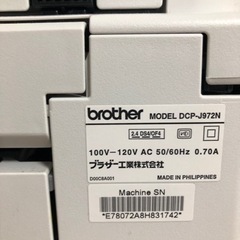 brother MODEL DCP-J972N
2.4 DS4/OF4
100V–120V AC 50/60Hz 0.70A
ブラザー工業株式会社
D00C8A001
MADE IN PHILIPPINES
Machine SN
*E78072A8H831742*